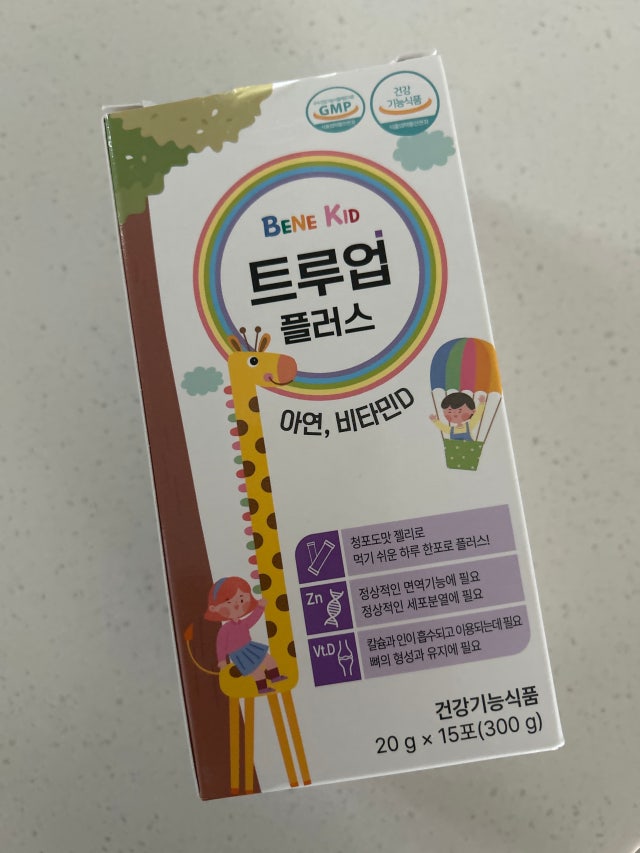 GMP
건강
기능식품
BENE KID
트루업
플러스
아연, 비타민D
청포도맛 젤리로
먹기 쉬운 하루 한포로 플러스!
Zn
정상적인 면역기능에 필요
정상적인 세포분열에 필요
Vt.D
칼슘과 인이 흡수되고 이용되는데 필요
뼈의 형성과 유지에 필요
건강기능식품
20 g × 15포(300 g)